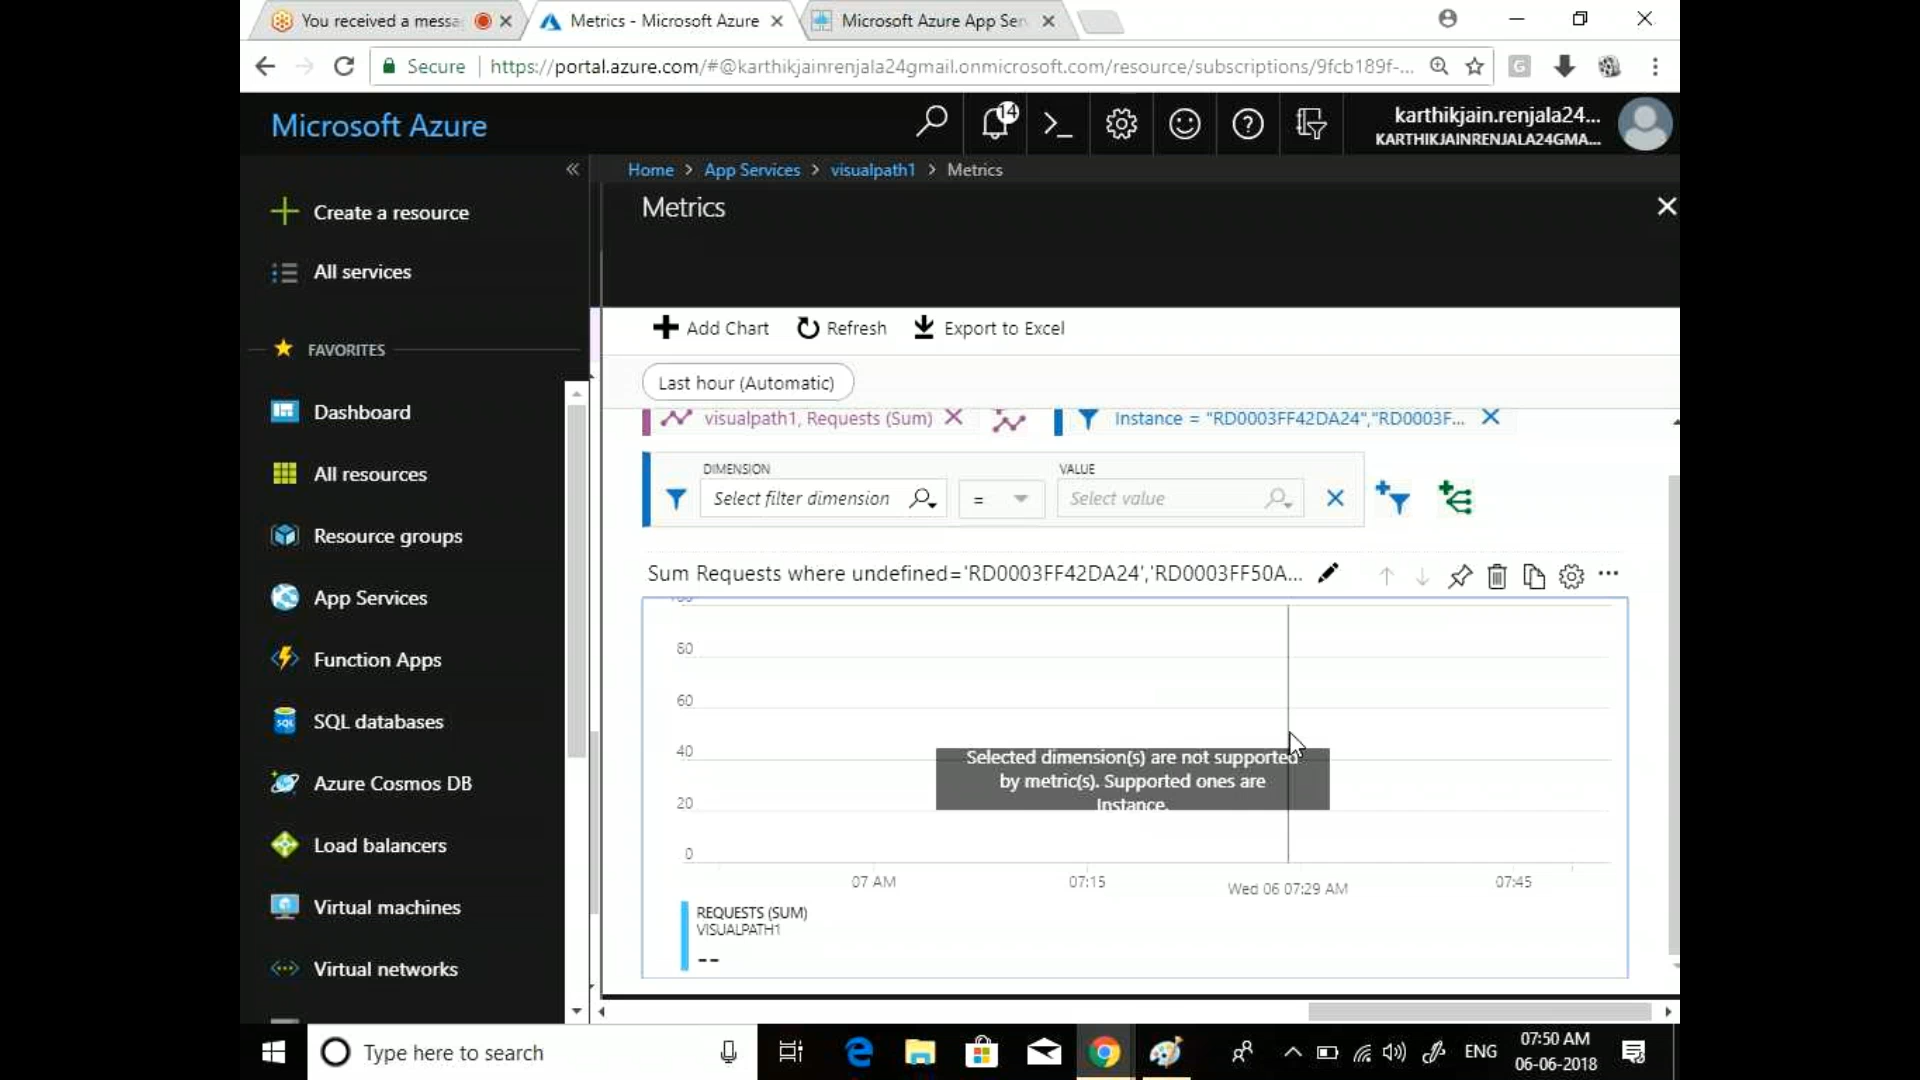 You received a messa
Metrics - Microsoft Azure
Microsoft Azure App Ser
Secure
https://portal.azure.com/#@karthikjainrenjala24gmail.onmicrosoft.com/resource/subscriptions/9fcb189f-...
Microsoft Azure
14
karthikjain.renjala24...
KARTHIKJAINRENJALA24GMA...
Home > App Services > visualpath1 > Metrics
Metrics
Create a resource
All services
FAVORITES
Dashboard
All resources
Resource groups
App Services
Function Apps
SQL databases
Azure Cosmos DB
Load balancers
Virtual machines
Virtual networks
Add Chart
Refresh
Export to Excel
Last hour (Automatic)
visualpath1, Requests (Sum)
Instance = "RD0003FF42DA24","RD0003F...
DIMENSION
Select filter dimension
=
VALUE
Select value
Sum Requests where undefined='RD0003FF42DA24','RD0003FF50A...
100
80
60
40
20
0
Selected dimension(s) are not supported
by metric(s). Supported ones are
Instance.
07 AM
07:15
Wed 06 07:29 AM
07:45
REQUESTS (SUM)
VISUALPATH1
--
Type here to search
ENG
07:50 AM
06-06-2018